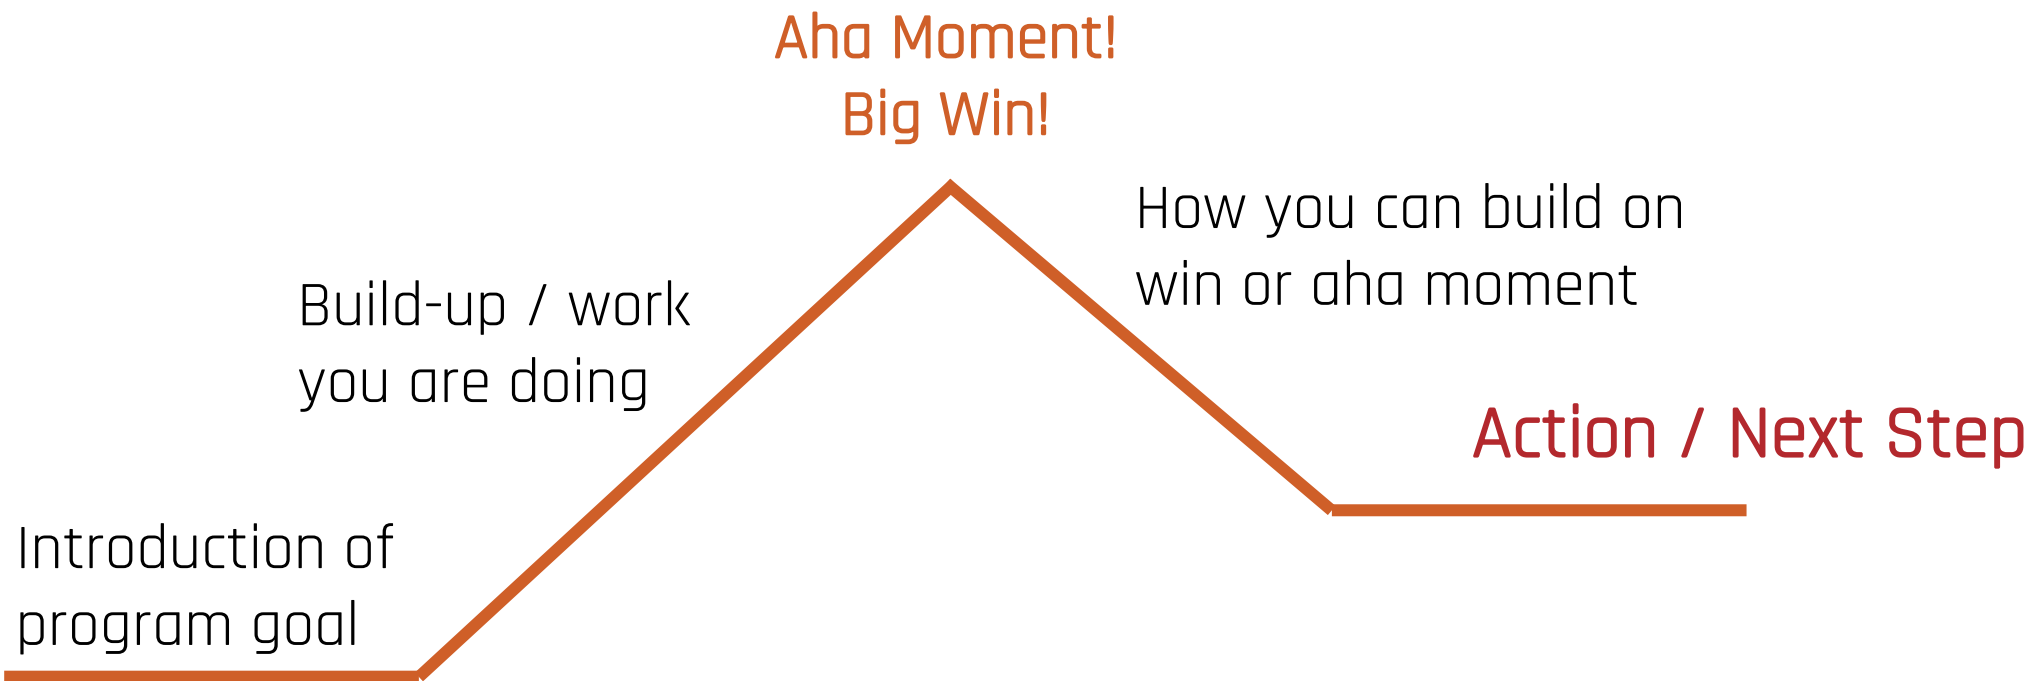 Aha Moment!
Big Win!
How you can build on
win or aha moment
Build-up / work
you are doing
Action / Next Step
Introduction of
program goal